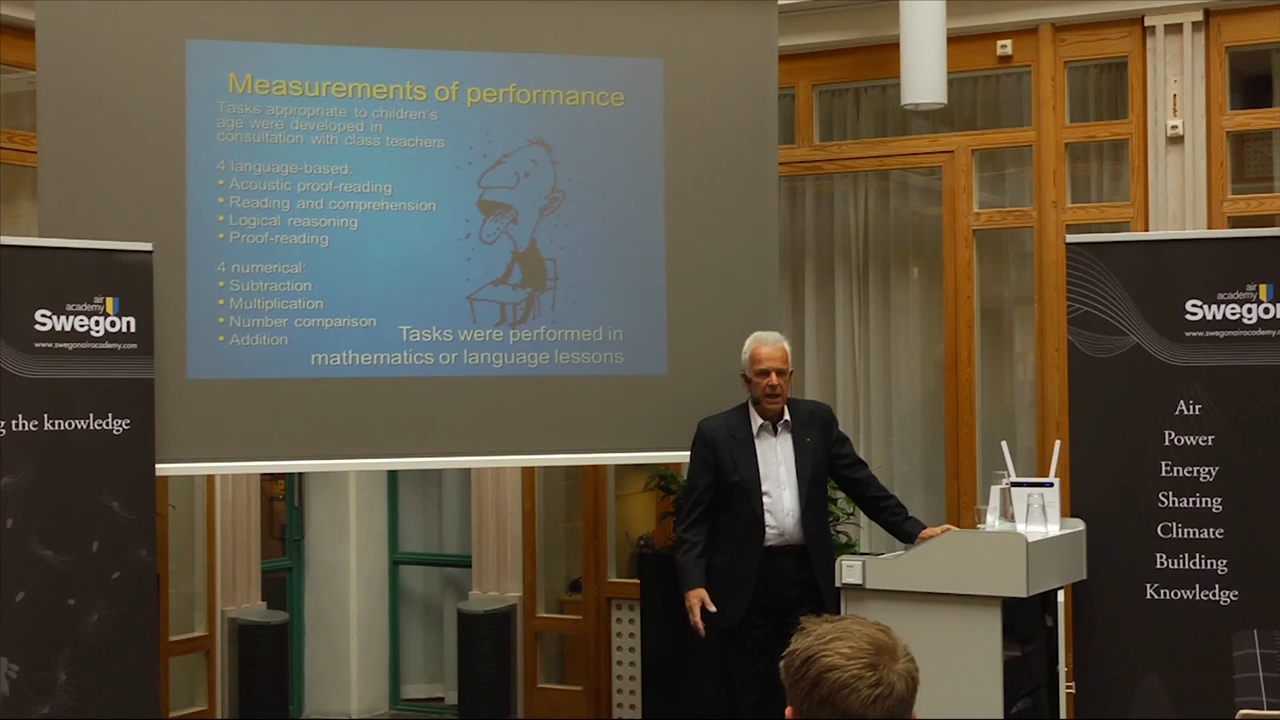 Measurements of performance
Tasks appropriate to children's
age were developed in
consultation with class teachers
4 language-based:
• Acoustic proof-reading
• Reading and comprehension
• Logical reasoning
• Proof-reading
4 numerical:
• Subtraction
• Multiplication
• Number comparison
• Addition
Tasks were performed in
mathematics or language lessons
air
academy
Swegon
www.swegonairacademy.com
the knowledge
air
academy
Swegon
www.swegonairacademy.c
Air
Power
Energy
Sharing
Climate
Building
Knowledge